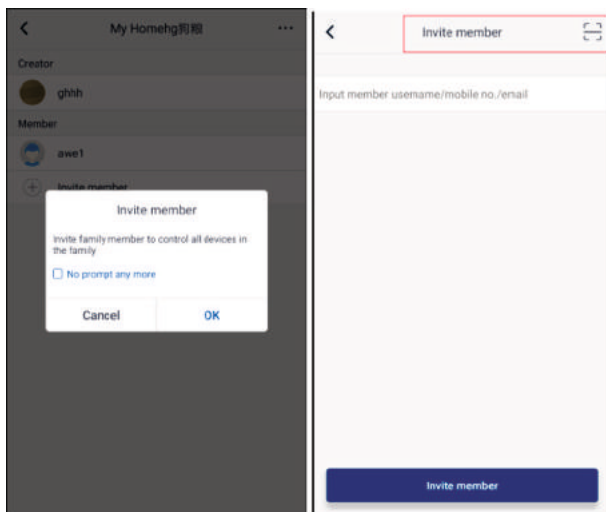 My Homehg狗粮
Creator
ghhh
Member
awe1
Invite member
Invite member
Invite family member to control all devices in
the family
No prompt any more
Cancel
OK
Invite member
Input member username/mobile no./email
Invite member